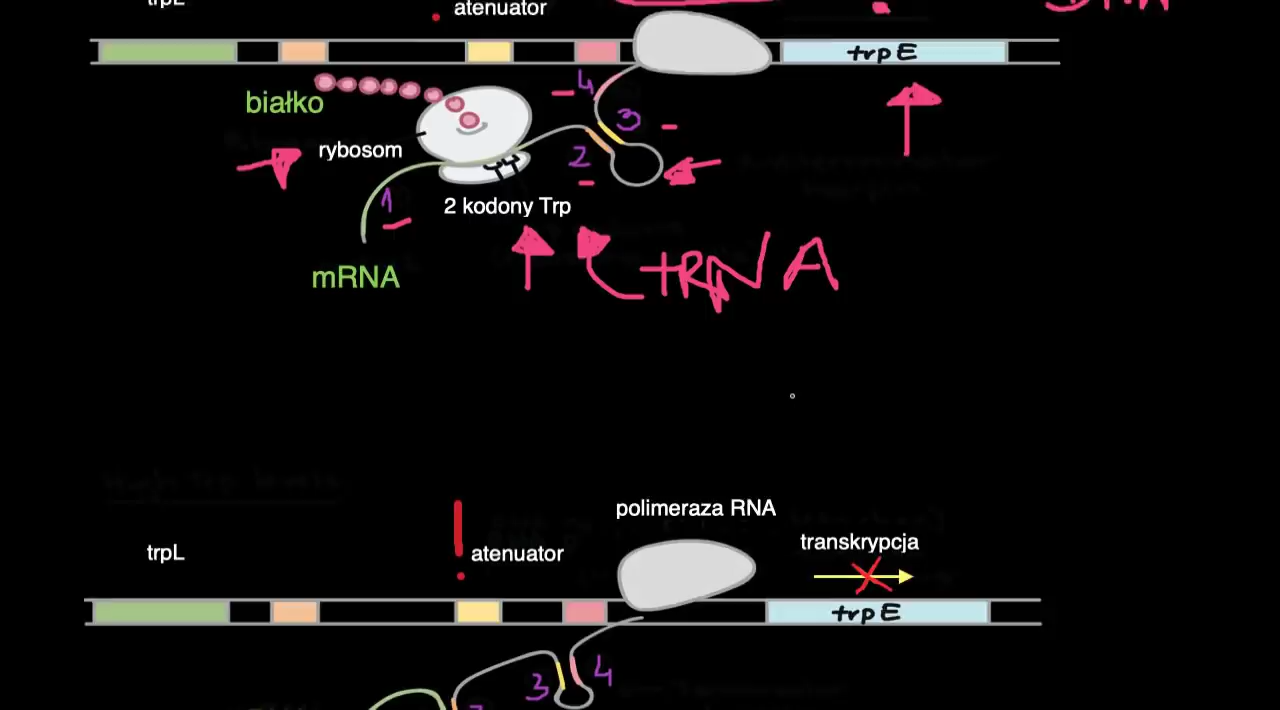 trpL
atenuator
DNA
trpE
białko
4
3
rybosom
2
1
2 kodony Trp
mRNA
tRNA
polimeraza RNA
transkrypcja
trpL
atenuator
trpE
3
4